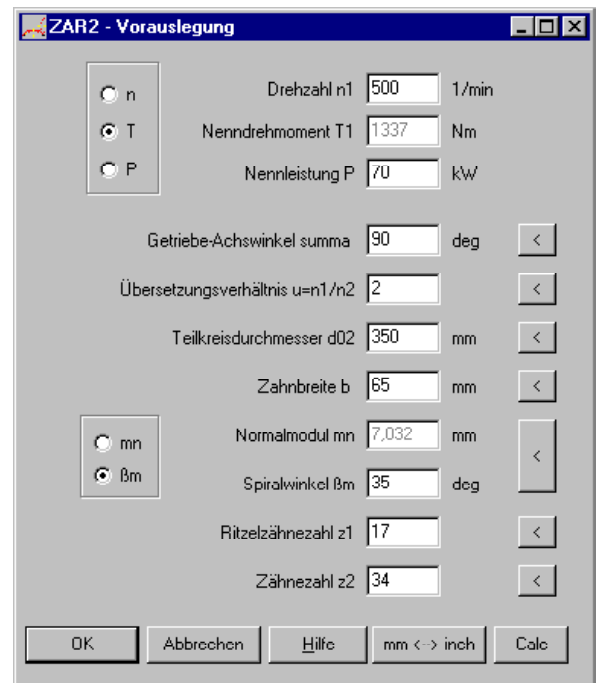 ZAR2 - Vorauslegung
n
Drehzahl n1 500 1/min
T
Nenndrehmoment T1 1337 Nm
P
Nennleistung P 70 kW
Getriebe-Achswinkel summa 90 deg <
Übersetzungsverhältnis u=n1/n2 2 <
Teilkreisdurchmesser d02 350 mm <
Zahnbreite b 65 mm <
mn
Normalmodul mn 7,032 mm
<
ßm
Spiralwinkel ßm 35 deg
Ritzelzähnezahl z1 17 <
Zähnezahl z2 34 <
OK Abbrechen Hilfe mm <-> inch Calc